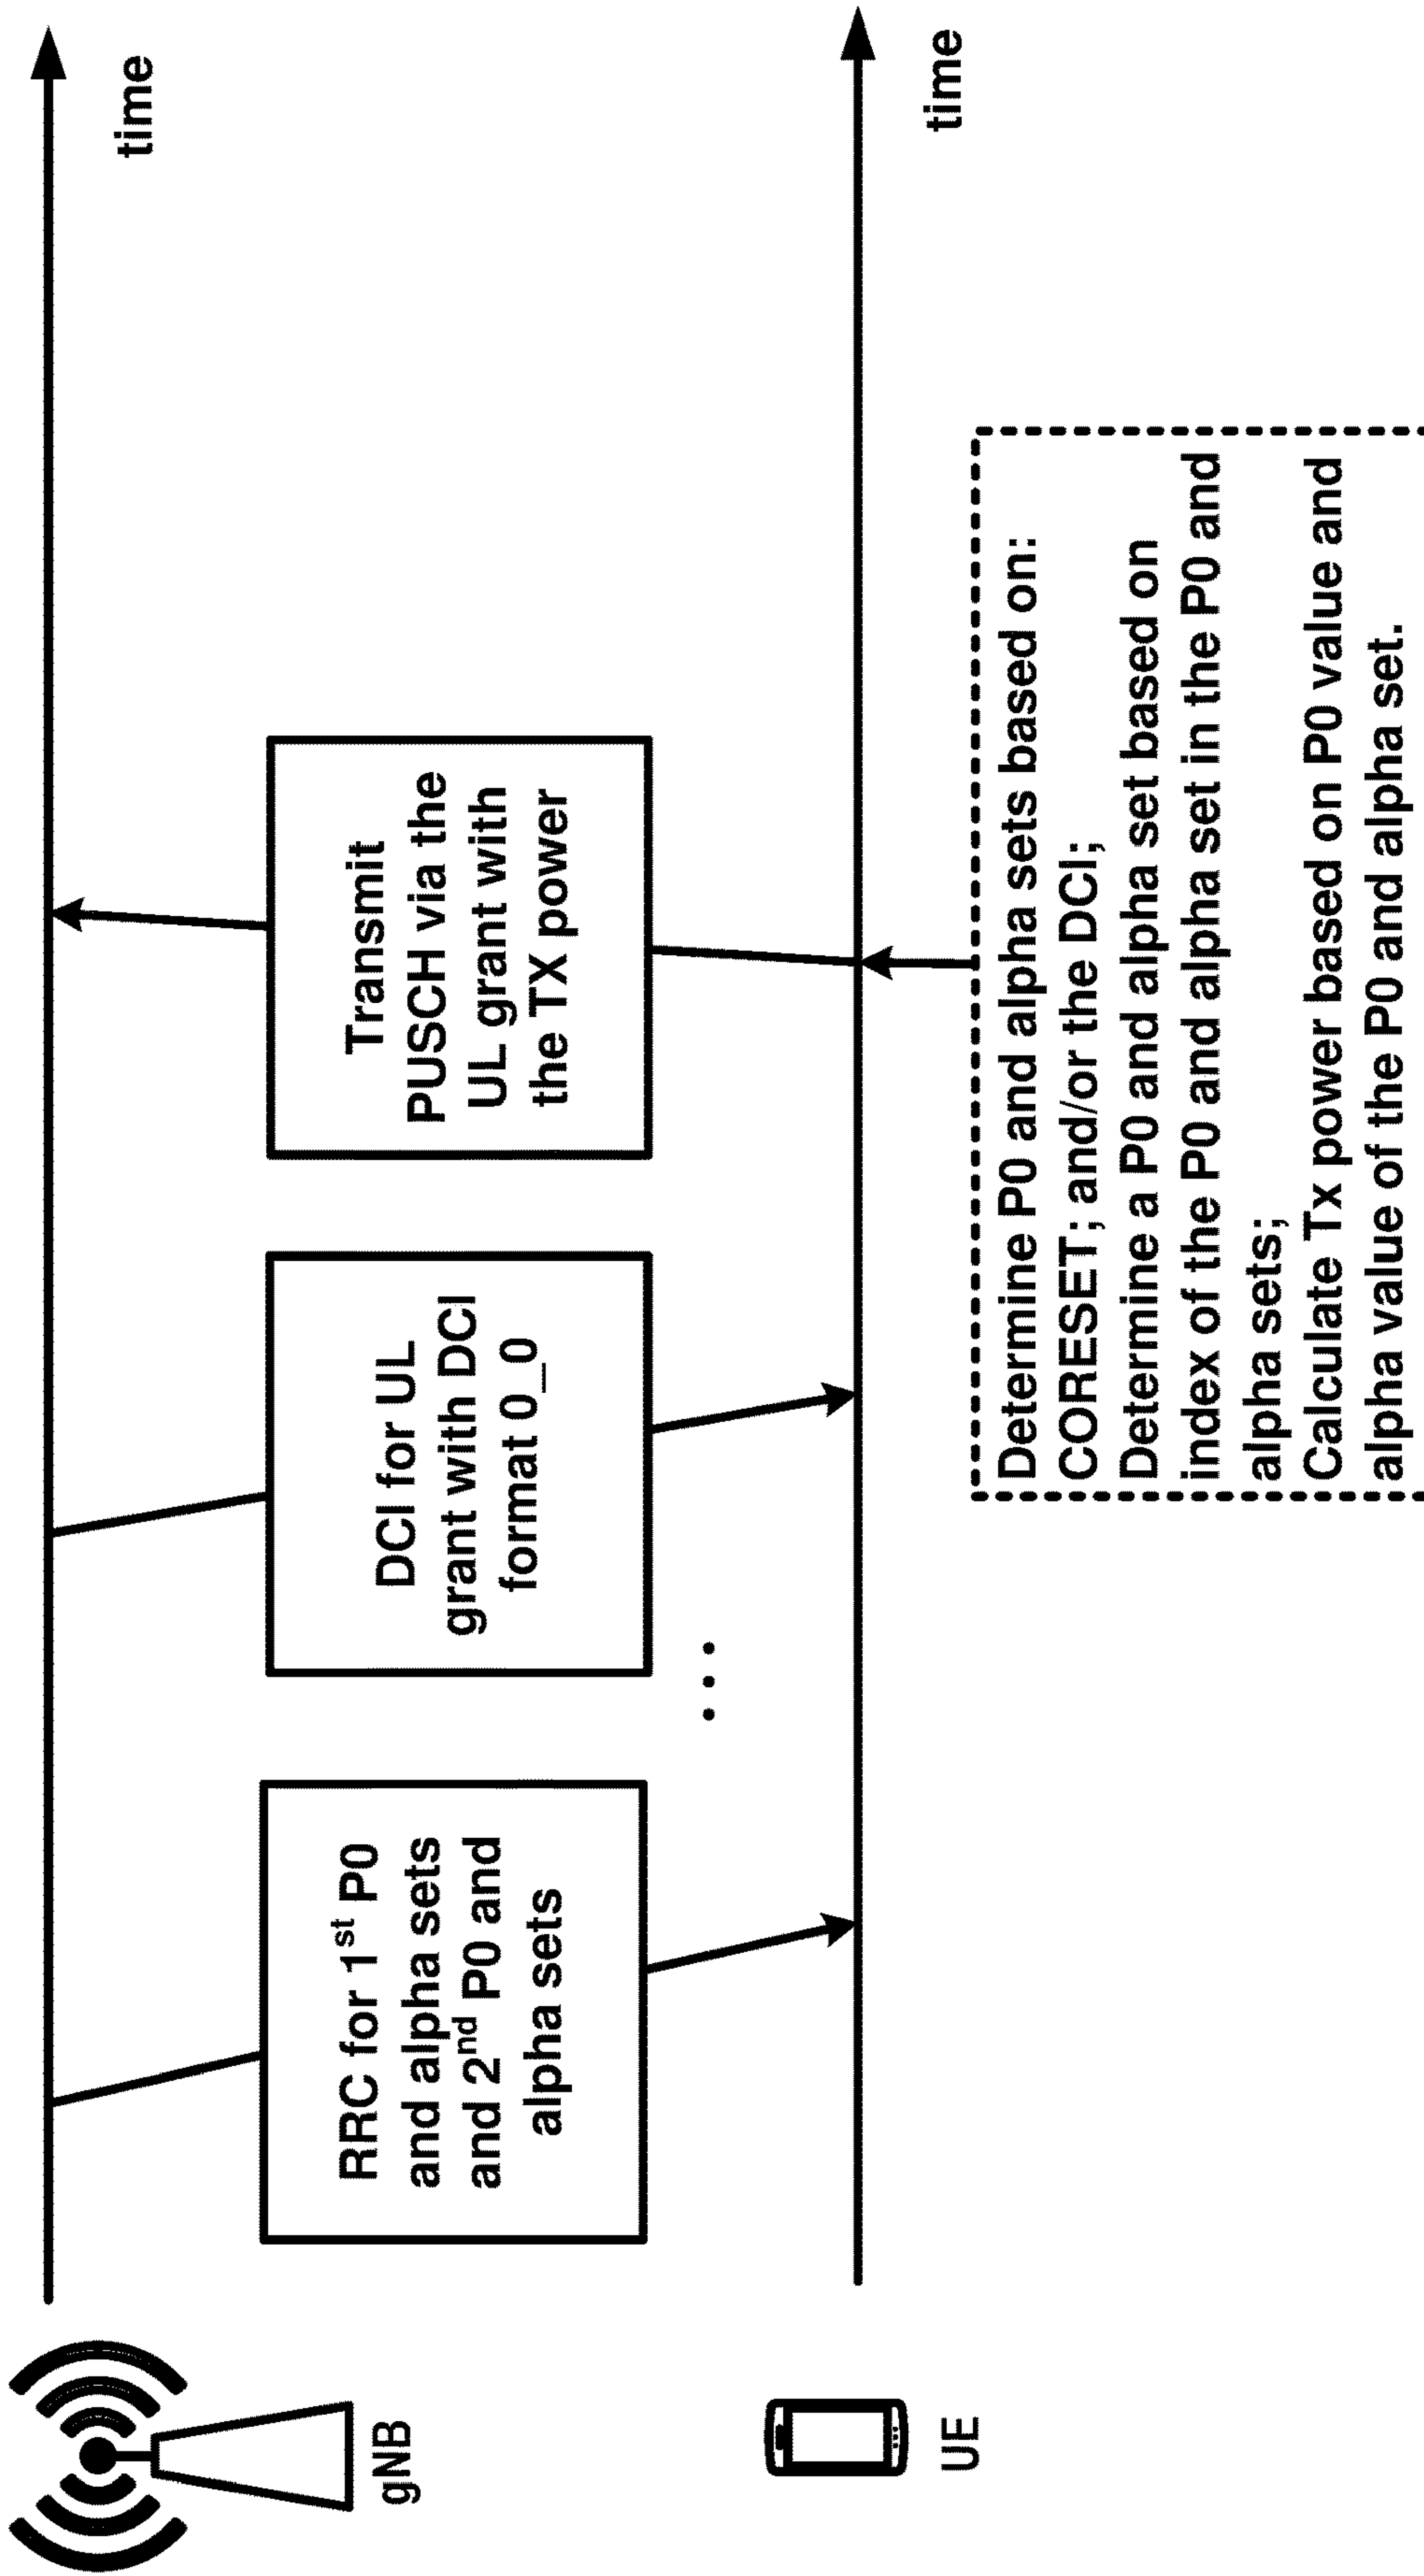 gNB
time
RRC for 1st P0
and alpha sets
and 2nd P0 and
alpha sets
...
DCI for UL
grant with DCI
format 0_0
Transmit
PUSCH via the
UL grant with
the TX power
UE
time
Determine P0 and alpha sets based on:
CORESET; and/or the DCI;
Determine a P0 and alpha set based on
index of the P0 and alpha set in the P0 and
alpha sets;
Calculate Tx power based on P0 value and
alpha value of the P0 and alpha set.